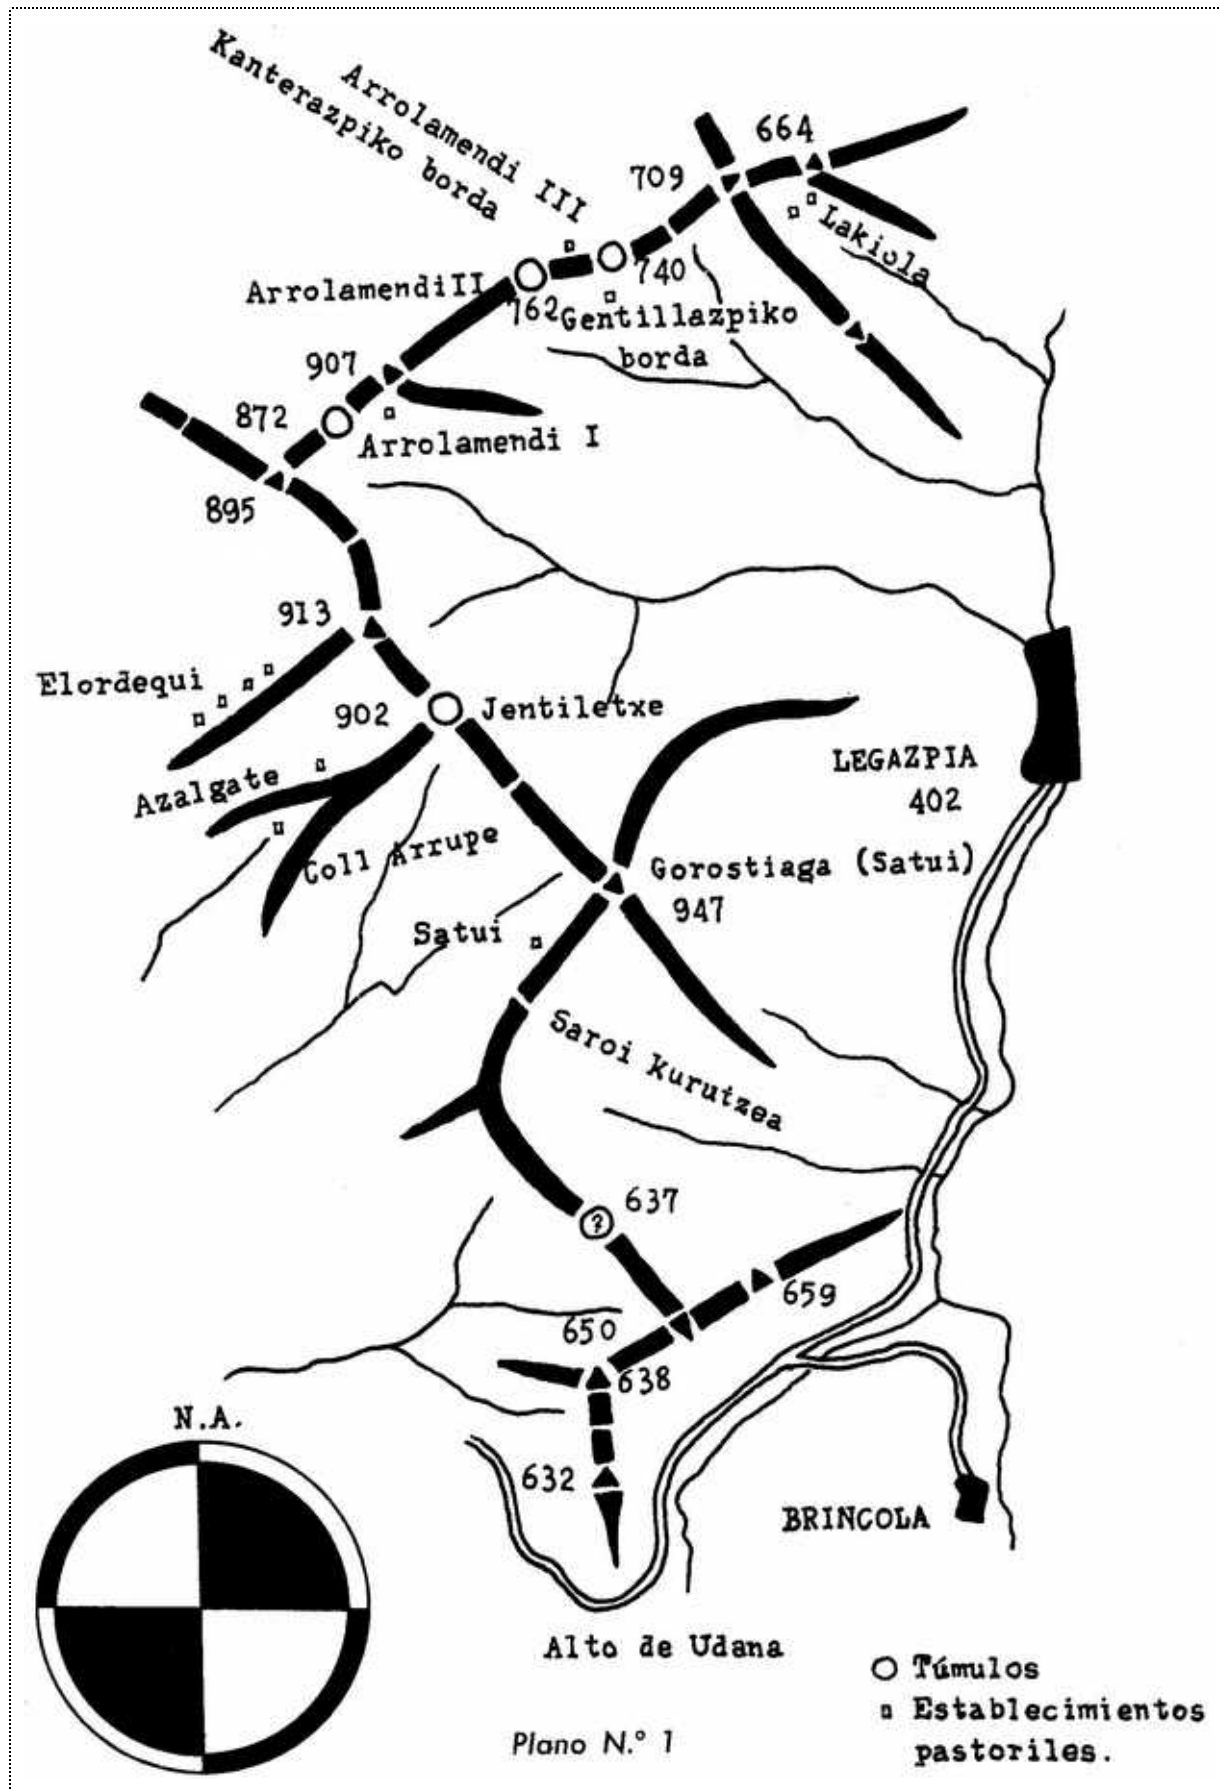 Arrolamendi III
Kanterazpiko borda
664
709
Lakiola
740
Arrolamendi II
762
Gentillazpiko
borda
907
872
Arrolamendi I
895
913
Elordequi
902
Jentiletxe
Azalgate
LEGAZPIA
402
Coll Arrupe
Gorostiaga (Satui)
947
Satui
Saroi Kurutzea
637
?
659
650
638
N.A.
632
BRINCOLA
Alto de Udana
Túmulos
Establecimientos
pastoriles.
Plano N.º 1